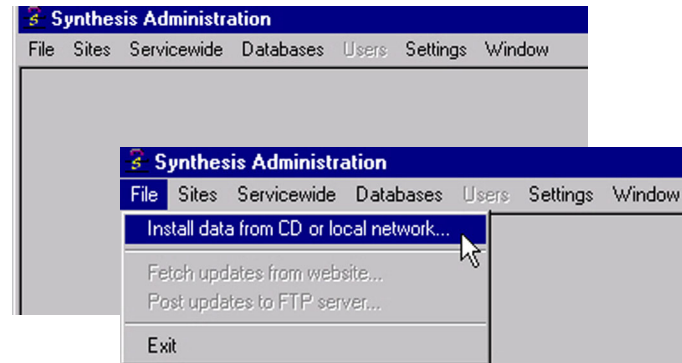 Synthesis Administration
File Sites Servicewide Databases Users Settings Window
Synthesis Administration
File Sites Servicewide Databases Users Settings Window
Install data from CD or local network...
Fetch updates from website...
Post updates to FTP server...
Exit